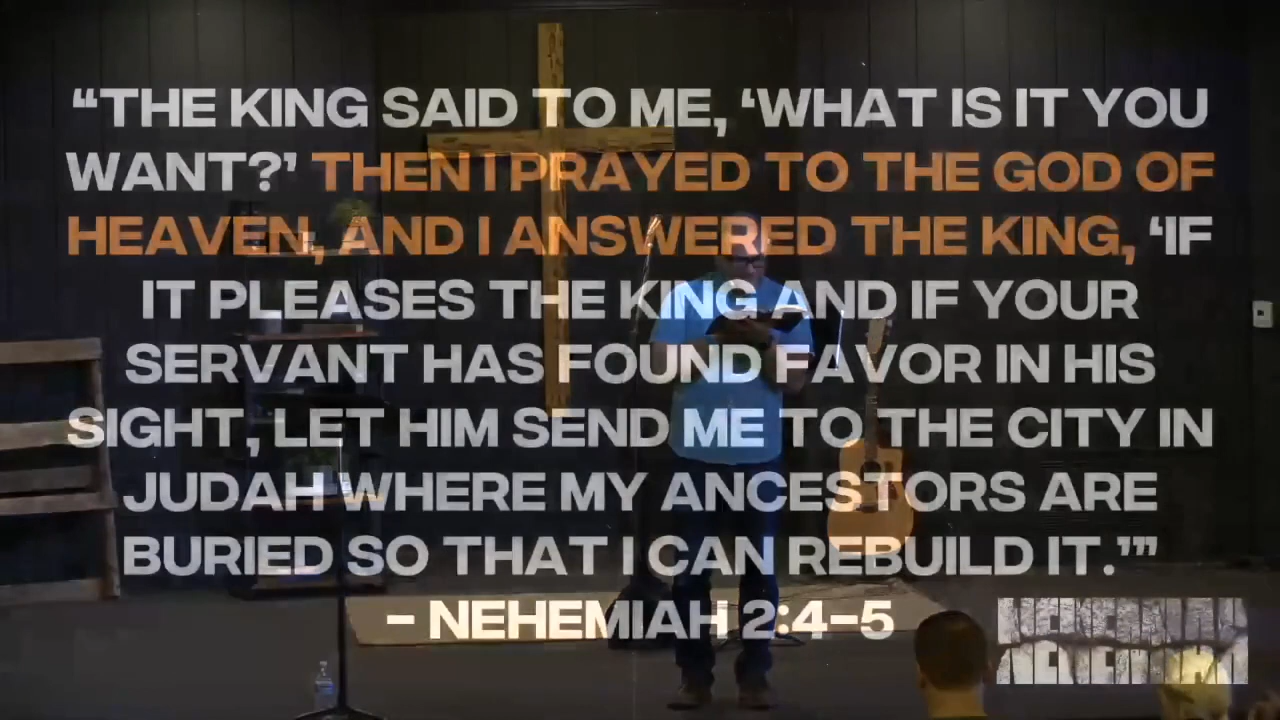 “THE KING SAID TO ME, ‘WHAT IS IT YOU
WANT?’ THEN I PRAYED TO THE GOD OF
HEAVEN, AND I ANSWERED THE KING, ‘IF
IT PLEASES THE KING AND IF YOUR
SERVANT HAS FOUND FAVOR IN HIS
SIGHT, LET HIM SEND ME TO THE CITY IN
JUDAH WHERE MY ANCESTORS ARE
BURIED SO THAT I CAN REBUILD IT.’”
– NEHEMIAH 2:4–5
NEHEMIAH